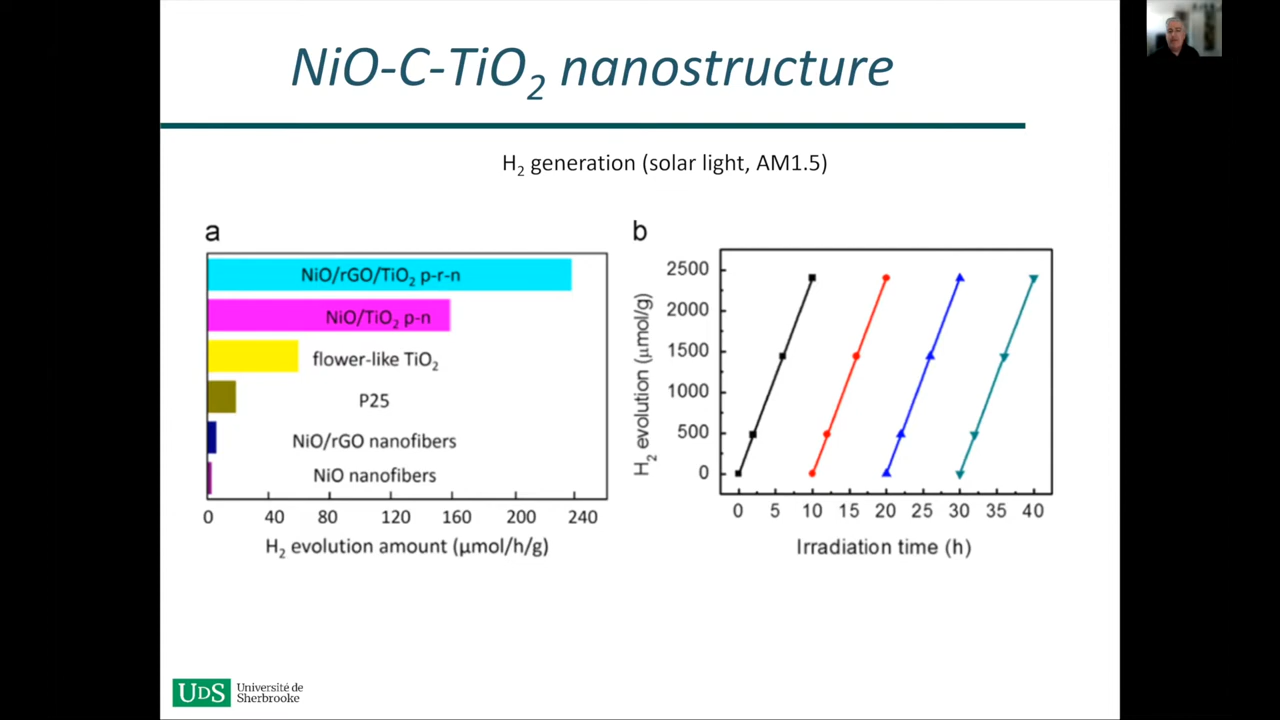 NiO-C-TiO2 nanostructure
H2 generation (solar light, AM1.5)
a
NiO/rGO/TiO2 p-r-n
NiO/TiO2 p-n
flower-like TiO2
P25
NiO/rGO nanofibers
NiO nanofibers
0 40 80 120 160 200 240
H2 evolution amount (μmol/h/g)
b
H2 evolution (μmol/g)
2500
2000
1500
1000
500
0
0 5 10 15 20 25 30 35 40
Irradiation time (h)
UDS Université de
Sherbrooke